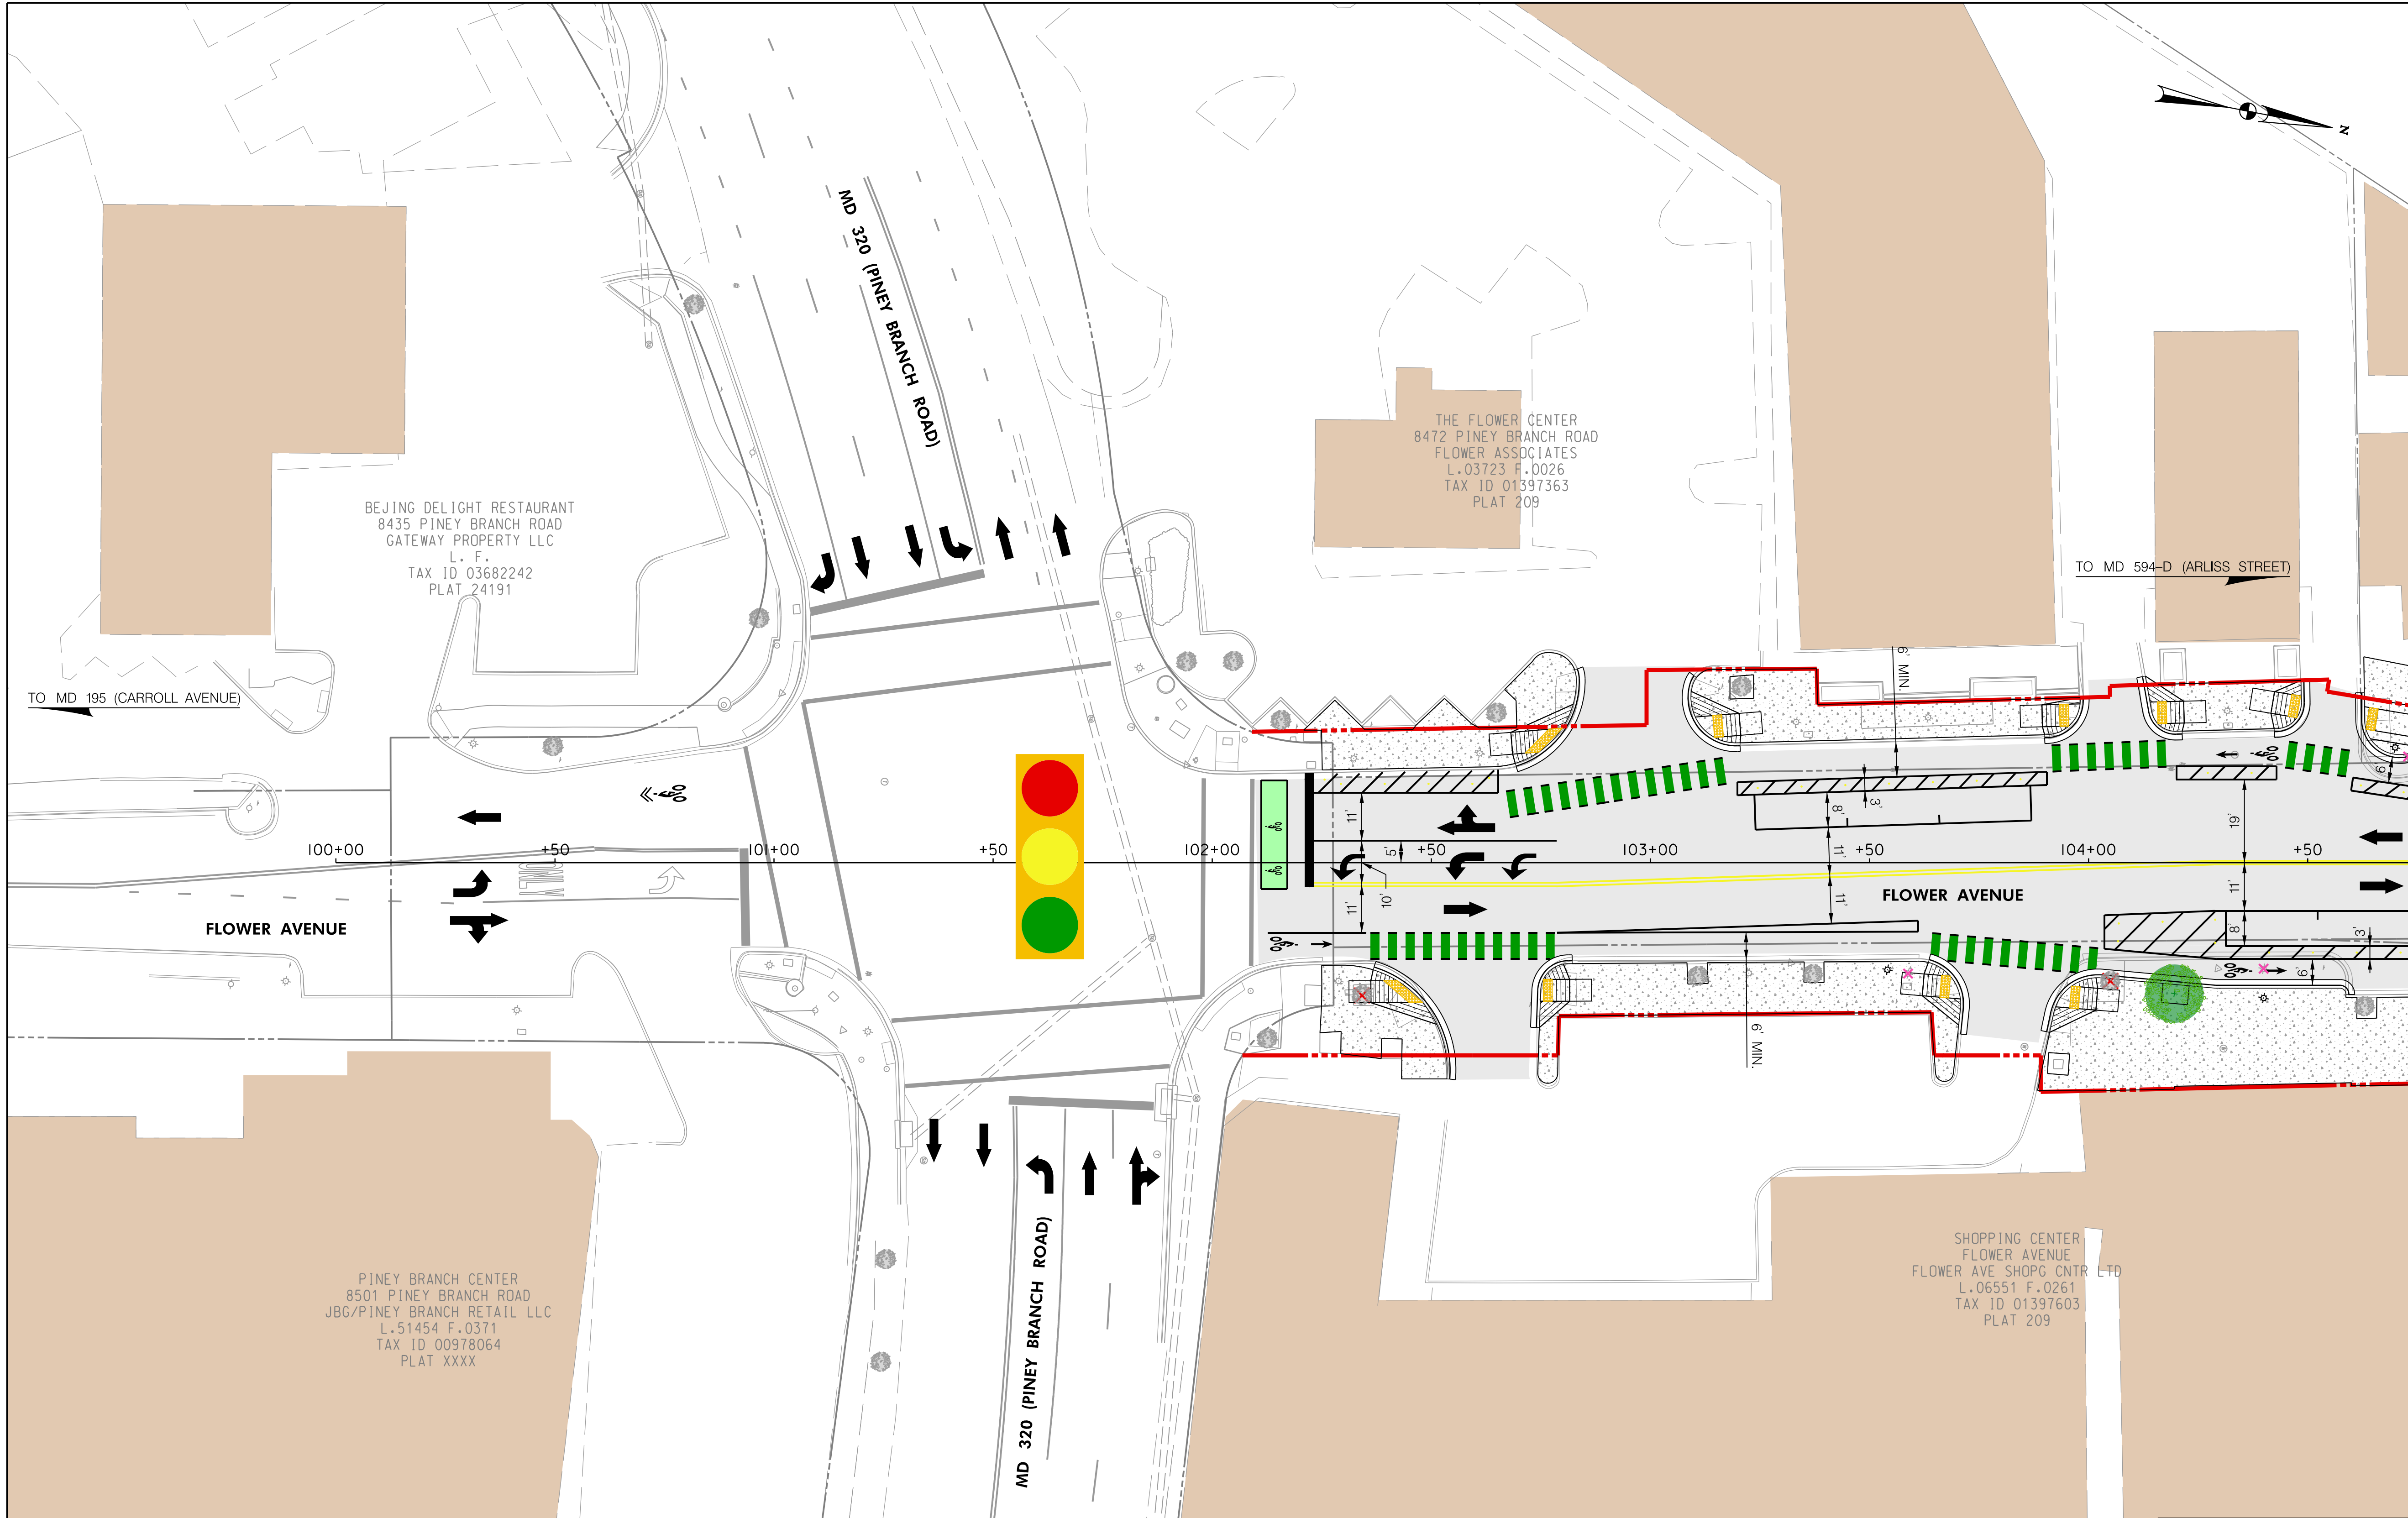 N
MD 320 (PINEY BRANCH ROAD)
THE FLOWER CENTER
8472 PINEY BRANCH ROAD
FLOWER ASSOCIATES
L.03723 F.0026
TAX ID 01397363
PLAT 209
BEJING DELIGHT RESTAURANT
8435 PINEY BRANCH ROAD
GATEWAY PROPERTY LLC
L. F.
TAX ID 03682242
PLAT 24191
TO MD 594-D (ARLISS STREET)
TO MD 195 (CARROLL AVENUE)
6' MIN.
6'
11'
8'
3'
19'
100+00
+50
101+00
+50
102+00
5'
+50
103+00
11'
+50
104+00
+50
ONLY
10'
11'
11'
11'
FLOWER AVENUE
FLOWER AVENUE
8'
3'
6'
6' MIN.
MD 320 (PINEY BRANCH ROAD)
SHOPPING CENTER
FLOWER AVENUE
FLOWER AVE SHOPG CNTR LTD
L.06551 F.0261
TAX ID 01397603
PLAT 209
PINEY BRANCH CENTER
8501 PINEY BRANCH ROAD
JBG/PINEY BRANCH RETAIL LLC
L.51454 F.0371
TAX ID 00978064
PLAT XXXX